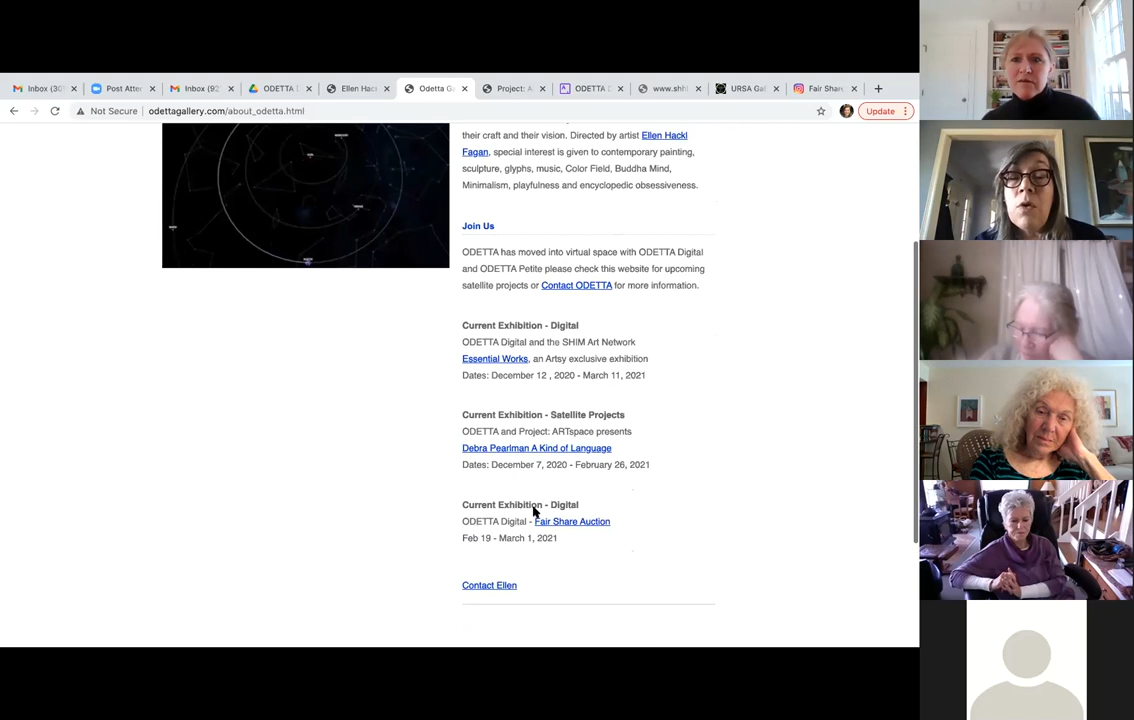 Inbox (30
Post Atte
Inbox (92
ODETTA
Ellen Hac
Odetta Ga
Project: A
ODETTA D
www.shh
URSA Gal
Fair Share
Not Secure
odettagallery.com/about_odetta.html
Update
their craft and their vision. Directed by artist Ellen Hackl
Fagan, special interest is given to contemporary painting,
sculpture, glyphs, music, Color Field, Buddha Mind,
Minimalism, playfulness and encyclopedic obsessiveness.
Join Us
ODETTA has moved into virtual space with ODETTA Digital
and ODETTA Petite please check this website for upcoming
satellite projects or Contact ODETTA for more information.
Current Exhibition - Digital
ODETTA Digital and the SHIM Art Network
Essential Works, an Artsy exclusive exhibition
Dates: December 12 , 2020 - March 11, 2021
Current Exhibition - Satellite Projects
ODETTA and Project: ARTspace presents
Debra Pearlman A Kind of Language
Dates: December 7, 2020 - February 26, 2021
Current Exhibition - Digital
ODETTA Digital - Fair Share Auction
Feb 19 - March 1, 2021
Contact Ellen